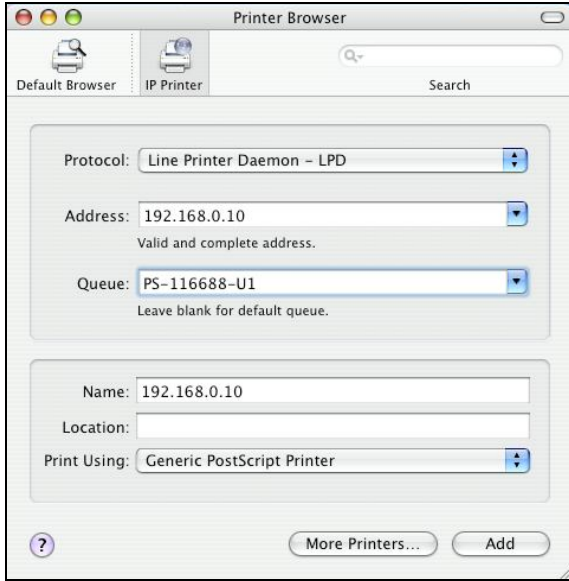 Printer Browser
Default Browser
IP Printer
Search
Protocol: Line Printer Daemon – LPD
Address: 192.168.0.10
Valid and complete address.
Queue: PS-116688-U1
Leave blank for default queue.
Name: 192.168.0.10
Location:
Print Using: Generic PostScript Printer
? More Printers... Add